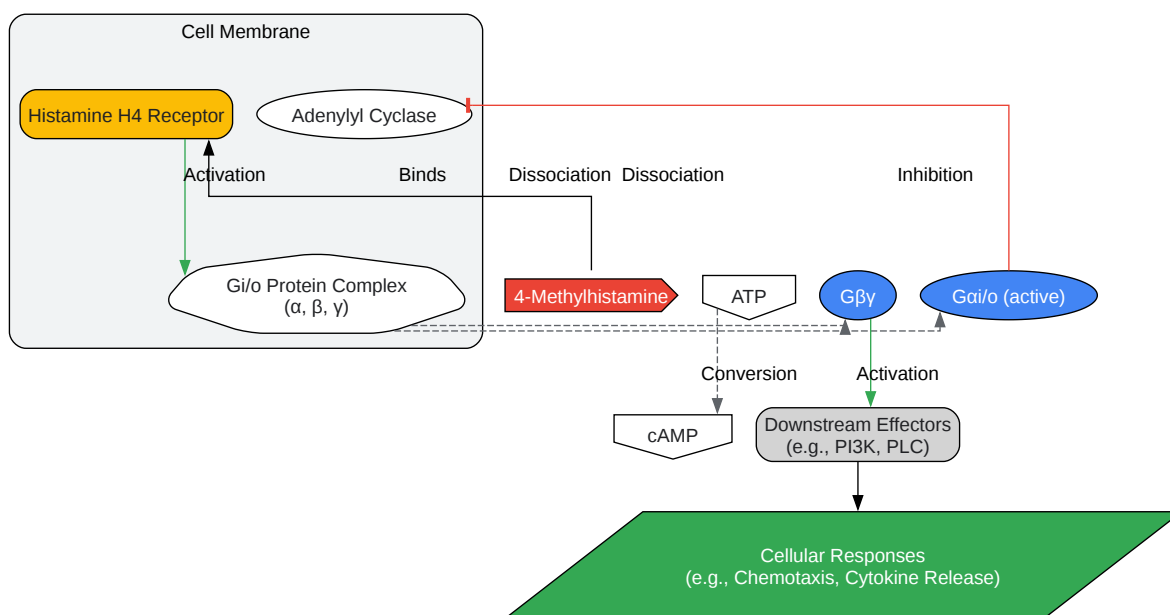 Cell Membrane
Histamine H4 Receptor
Adenylyl Cyclase
Activation
Binds
Dissociation
Dissociation
Inhibition
Gi/o Protein Complex
(α, β, γ)
4-Methylhistamine
ATP
Gβγ
Gαi/o (active)
Conversion
Activation
cAMP
Downstream Effectors
(e.g., PI3K, PLC)
Cellular Responses
(e.g., Chemotaxis, Cytokine Release)